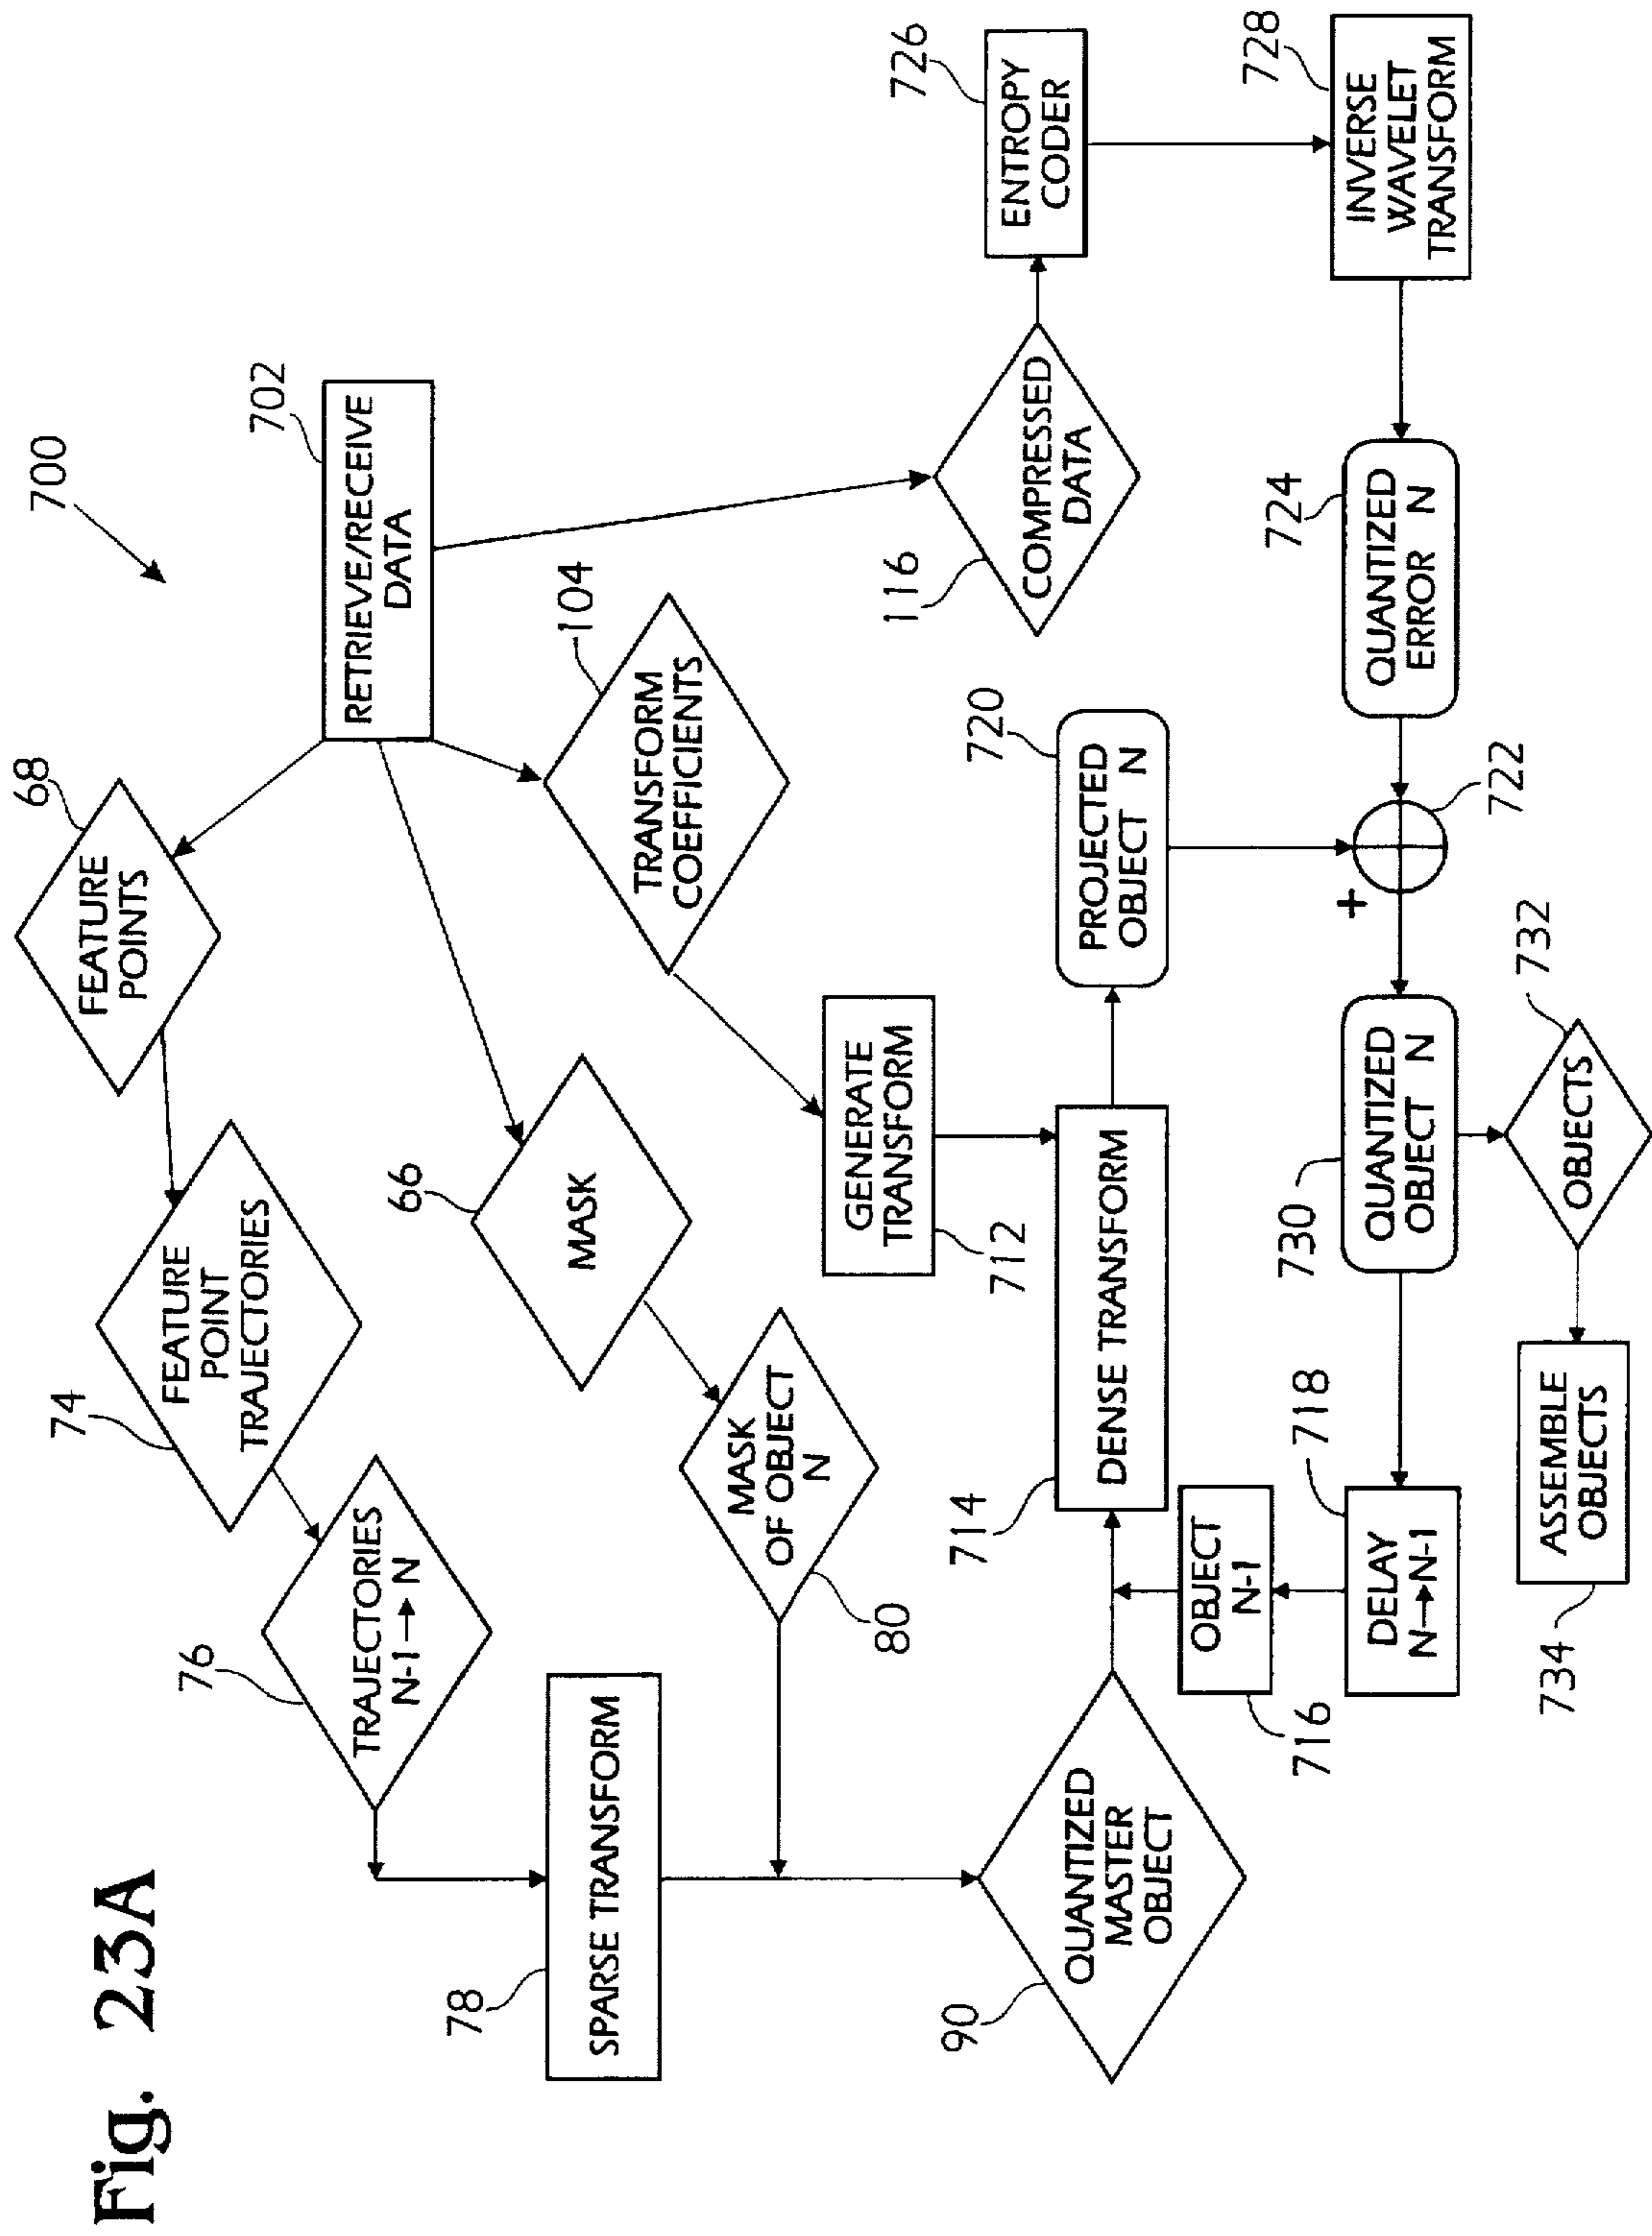 Fig. 23A
700
702
RETRIEVE/RECEIVE
DATA
68
FEATURE
POINTS
74
FEATURE
POINT
TRAJECTORIES
76
TRAJECTORIES
N-1→N
78
SPARSE TRANSFORM
66
MASK
MASK
OF OBJECT
N
80
104
TRANSFORM
COEFFICIENTS
GENERATE
TRANSFORM
712
90
QUANTIZED
MASTER
OBJECT
714
DENSE TRANSFORM
720
PROJECTED
OBJECT N
116
COMPRESSED
DATA
726
ENTROPY
CODER
728
INVERSE
WAVELET
TRANSFORM
724
QUANTIZED
ERROR N
722
+
730
QUANTIZED
OBJECT N
718
DELAY
N→N-1
OBJECT
N-1
716
732
OBJECTS
ASSEMBLE
OBJECTS
734